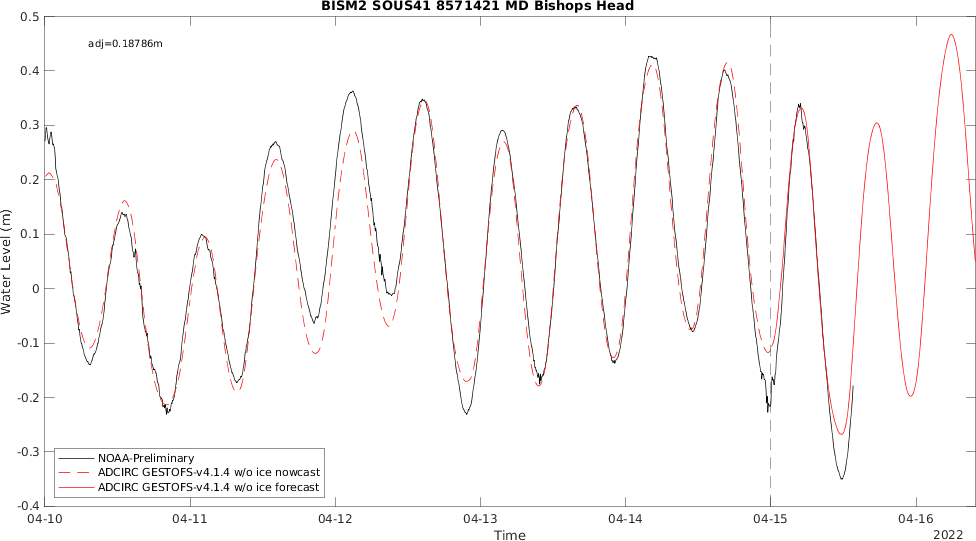 BISM2 SOUS41 8571421 MD Bishops Head
adj=0.18786m
Water Level (m)
0.5
0.4
0.3
0.2
0.1
0
-0.1
-0.2
-0.3
-0.4
NOAA-Preliminary
ADCIRC GESTOFS-v4.1.4 w/o ice nowcast
ADCIRC GESTOFS-v4.1.4 w/o ice forecast
04-10 04-11 04-12 04-13 04-14 04-15 04-16
Time
2022